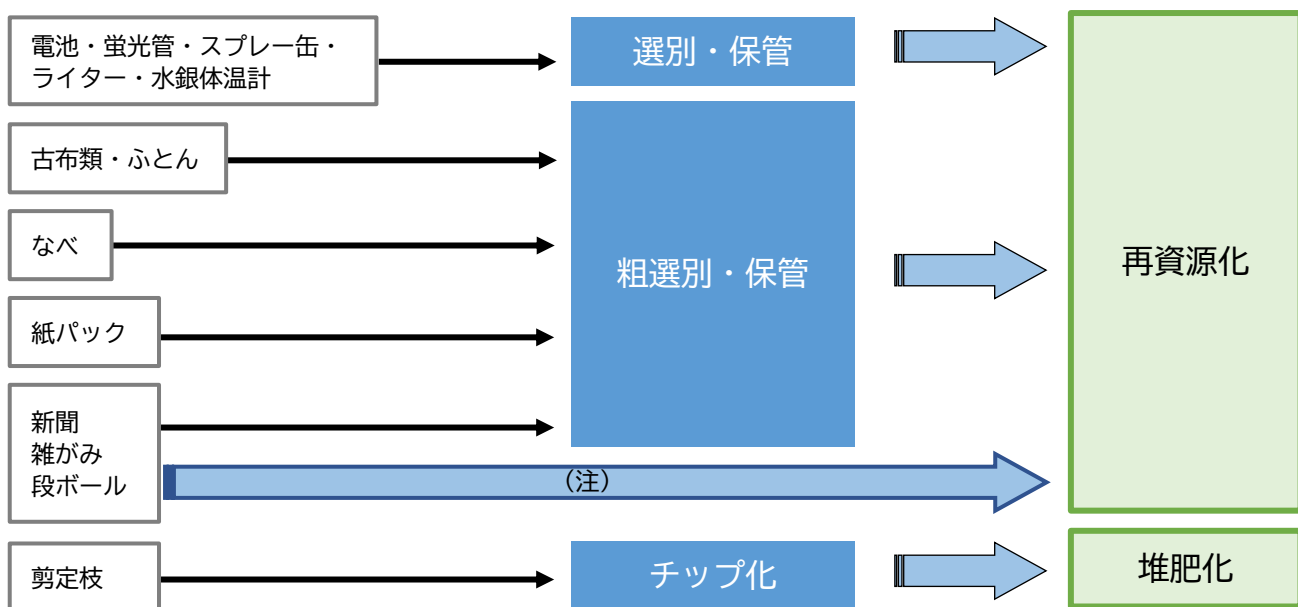 電池・蛍光管・スプレー缶・
ライター・水銀体温計
選別・保管
古布類・ふとん
なべ
粗選別・保管
再資源化
紙パック
新聞
雑がみ
段ボール
（注）
剪定枝
チップ化
堆肥化